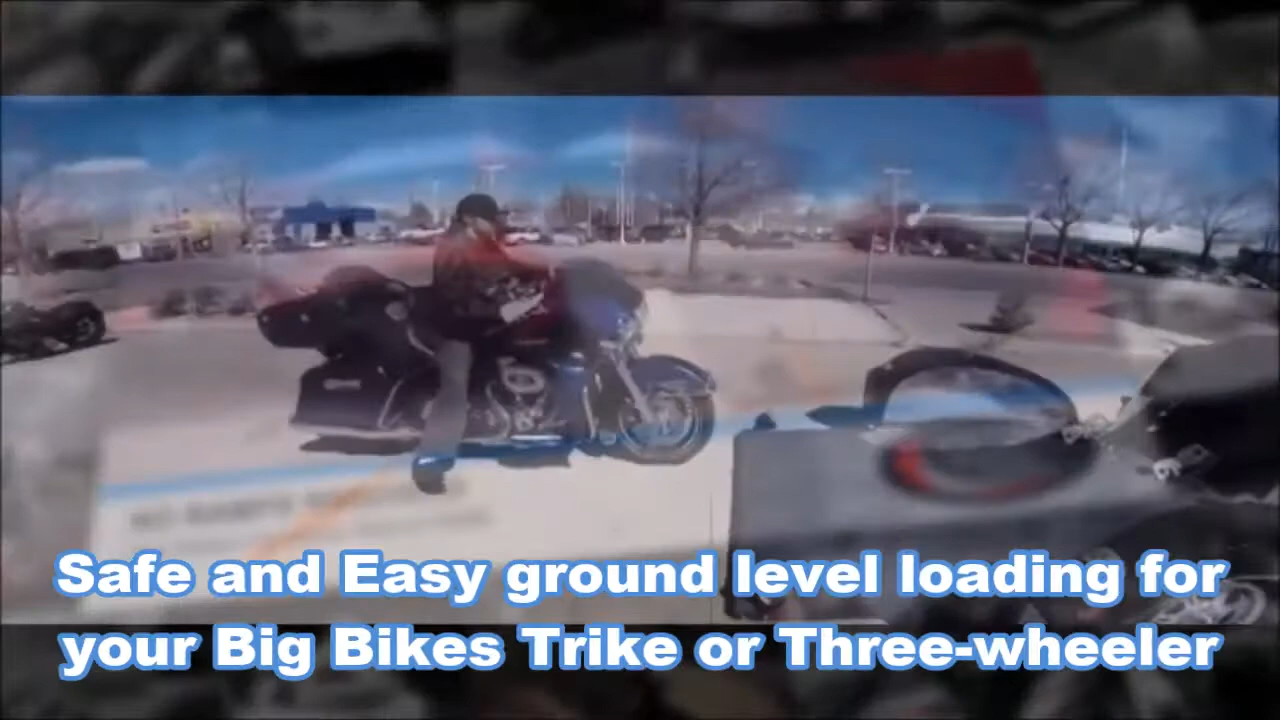 Safe and Easy ground level loading for
your Big Bikes Trike or Three-wheeler